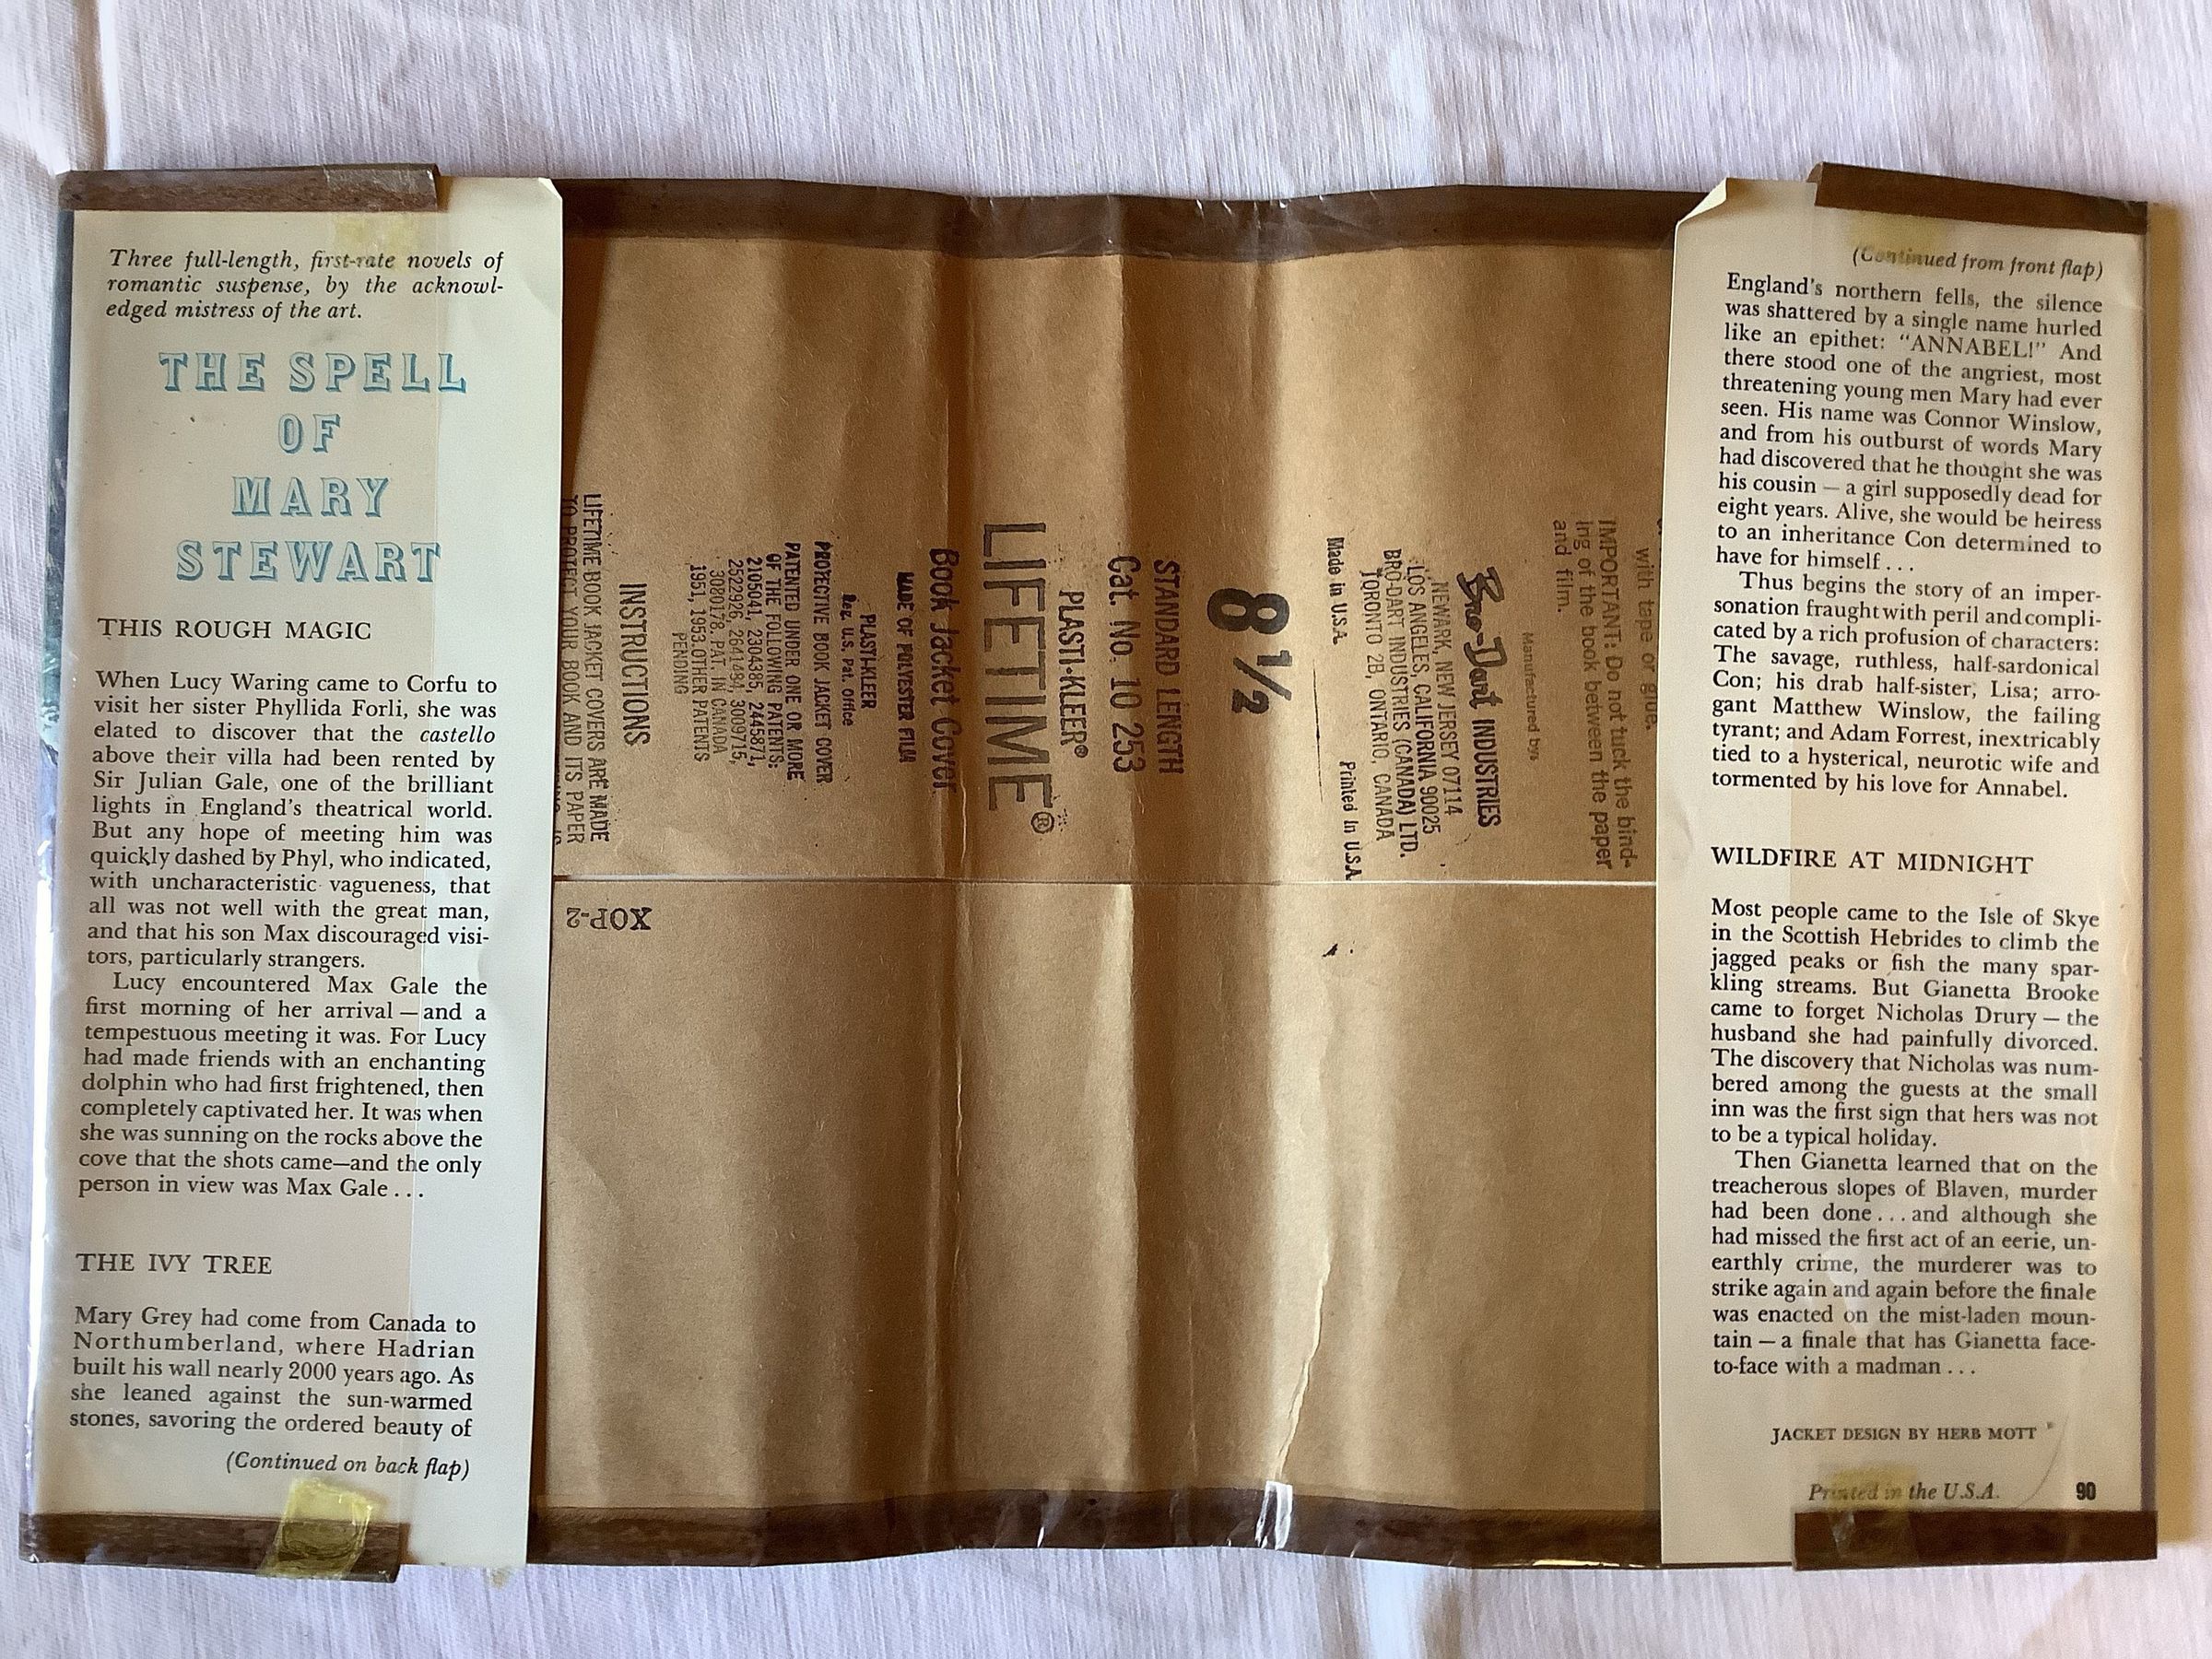 Three full-length, first-rate novels of
romantic suspense, by the acknowl-
edged mistress of the art.
THE SPELL
OF
MARY
STEWART
THIS ROUGH MAGIC
When Lucy Waring came to Corfu to
visit her sister Phyllida Forli, she was
elated to discover that the castello
above their villa had been rented by
Sir Julian Gale, one of the brilliant
lights in England's theatrical world.
But any hope of meeting him was
quickly dashed by Phyl, who indicated,
with uncharacteristic vagueness, that
all was not well with the great man,
and that his son Max discouraged visi-
tors, particularly strangers.
Lucy encountered Max Gale the
first morning of her arrival — and a
tempestuous meeting it was. For Lucy
had made friends with an enchanting
dolphin who had first frightened, then
completely captivated her. It was when
she was sunning on the rocks above the
cove that the shots came—and the only
person in view was Max Gale . . .
THE IVY TREE
Mary Grey had come from Canada to
Northumberland, where Hadrian
built his wall nearly 2000 years ago. As
she leaned against the sun-warmed
stones, savoring the ordered beauty of
(Continued on back flap)
with tape or glue.
IMPORTANT: Do not tuck the bind-
ing of the book between the paper
and film.
Manufactured by:
Bro-Dart INDUSTRIES
NEWARK, NEW JERSEY 07114
LOS ANGELES, CALIFORNIA 90025
BRO-DART INDUSTRIES (CANADA) LTD.
TORONTO 2B, ONTARIO, CANADA
Made in U.S.A. Printed In U.S.A.
8½
STANDARD LENGTH
Cat. No. 10 253
PLASTI-KLEER®
LIFETIME®
Book Jacket Cover
MADE OF POLYESTER FILM
PLASTI-KLEER
Reg. U.S. Pat. Office
PROTECTIVE BOOK JACKET COVER
PATENTED UNDER ONE OR MORE
OF THE FOLLOWING PATENTS:
2105041, 2304385, 2445871,
2522926, 2641484, 3009715,
3080178. PAT. IN CANADA
1951, 1953. OTHER PATENTS
PENDING
INSTRUCTIONS
LIFETIME BOOK JACKET COVERS ARE MADE
TO PROTECT YOUR BOOK AND ITS PAPER
XOP-2
(Continued from front flap)
England's northern fells, the silence
was shattered by a single name hurled
like an epithet: "ANNABEL!" And
there stood one of the angriest, most
threatening young men Mary had ever
seen. His name was Connor Winslow,
and from his outburst of words Mary
had discovered that he thought she was
his cousin — a girl supposedly dead for
eight years. Alive, she would be heiress
to an inheritance Con determined to
have for himself . . .
Thus begins the story of an imper-
sonation fraught with peril and compli-
cated by a rich profusion of characters:
The savage, ruthless, half-sardonical
Con; his drab half-sister, Lisa; arro-
gant Matthew Winslow, the failing
tyrant; and Adam Forrest, inextricably
tied to a hysterical, neurotic wife and
tormented by his love for Annabel.
WILDFIRE AT MIDNIGHT
Most people came to the Isle of Skye
in the Scottish Hebrides to climb the
jagged peaks or fish the many spar-
kling streams. But Gianetta Brooke
came to forget Nicholas Drury — the
husband she had painfully divorced.
The discovery that Nicholas was num-
bered among the guests at the small
inn was the first sign that hers was not
to be a typical holiday.
Then Gianetta learned that on the
treacherous slopes of Blaven, murder
had been done . . . and although she
had missed the first act of an eerie, un-
earthly crime, the murderer was to
strike again and again before the finale
was enacted on the mist-laden moun-
tain — a finale that has Gianetta face-
to-face with a madman . . .
JACKET DESIGN BY HERB MOTT
Printed in the U.S.A. 90